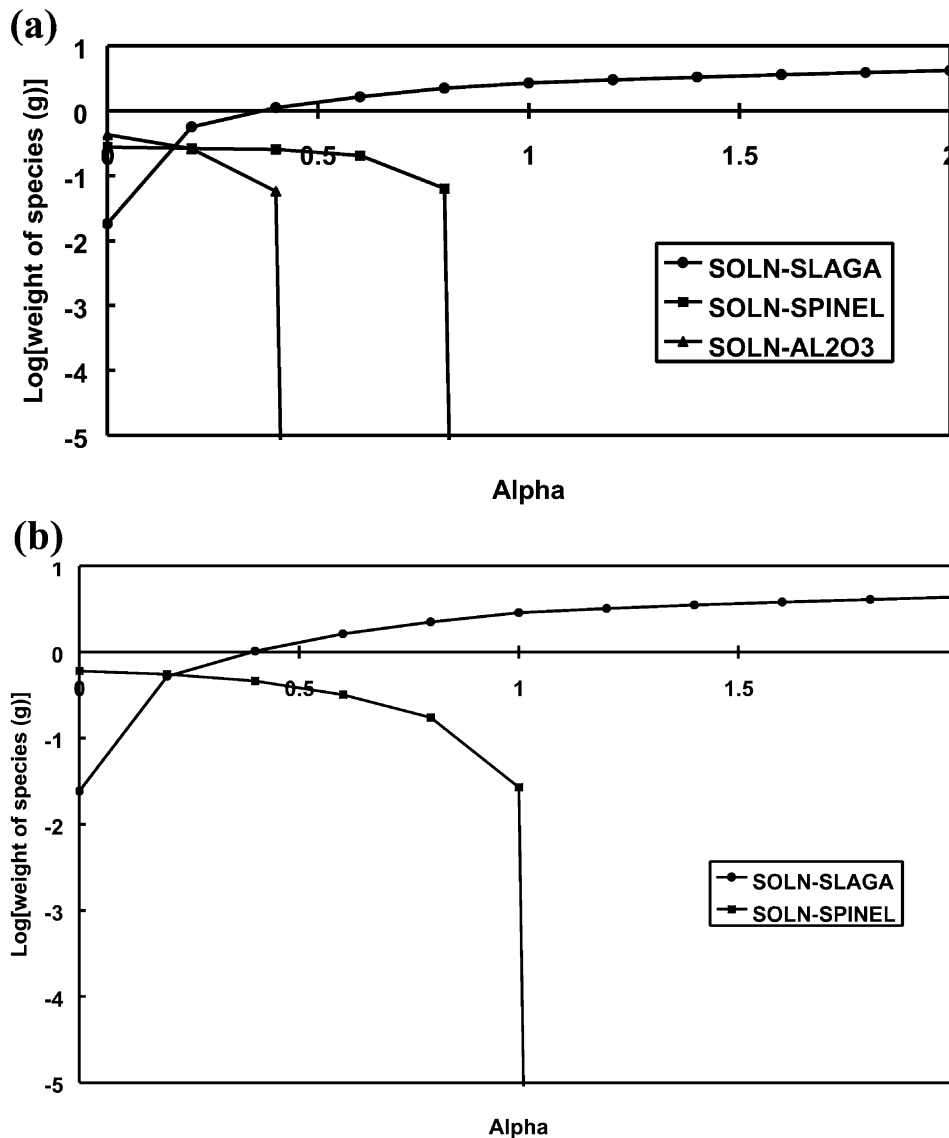 (a)
1
0
-1
-2
-3
-4
-5
0
0.5
1
1.5
2
Log[weight of species (g)]
SOLN-SLAGA
SOLN-SPINEL
SOLN-AL2O3
Alpha
(b)
1
0
-1
-2
-3
-4
-5
0
0.5
1
1.5
Log[weight of species (g)]
SOLN-SLAGA
SOLN-SPINEL
Alpha